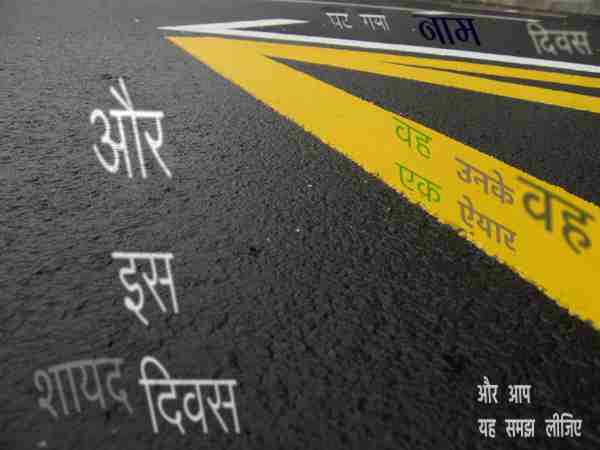 घट गया नाम दिवस
और
वह उनके वह
एक ऐयार
इस
शायद दिवस
और आप
यह समझ लीजिए